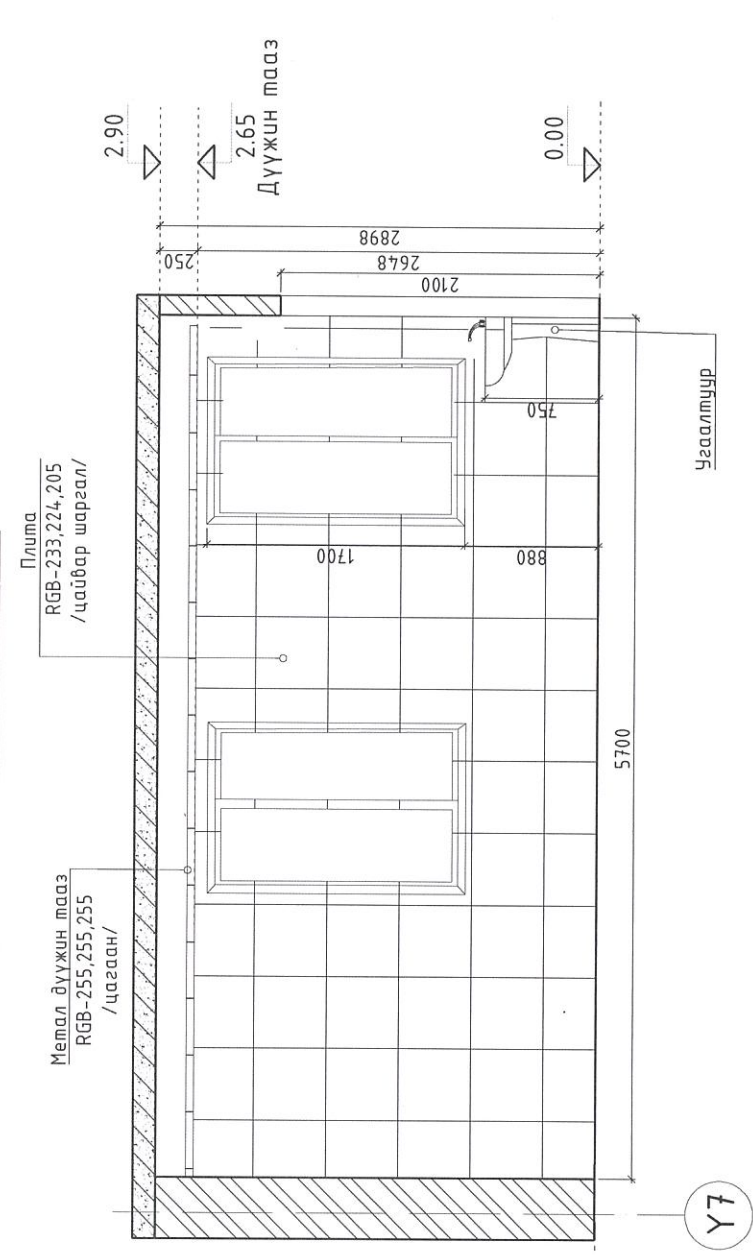 Метал дүүжин тааз
RGB-255,255,255
/цагаан/
Плита
RGB-233,224,205
/цайвар шаргал/
2.90
2.65
Дүүжин тааз
0.00
250
2898
2648
2100
1700
880
750
5700
Угаалтуур
У7